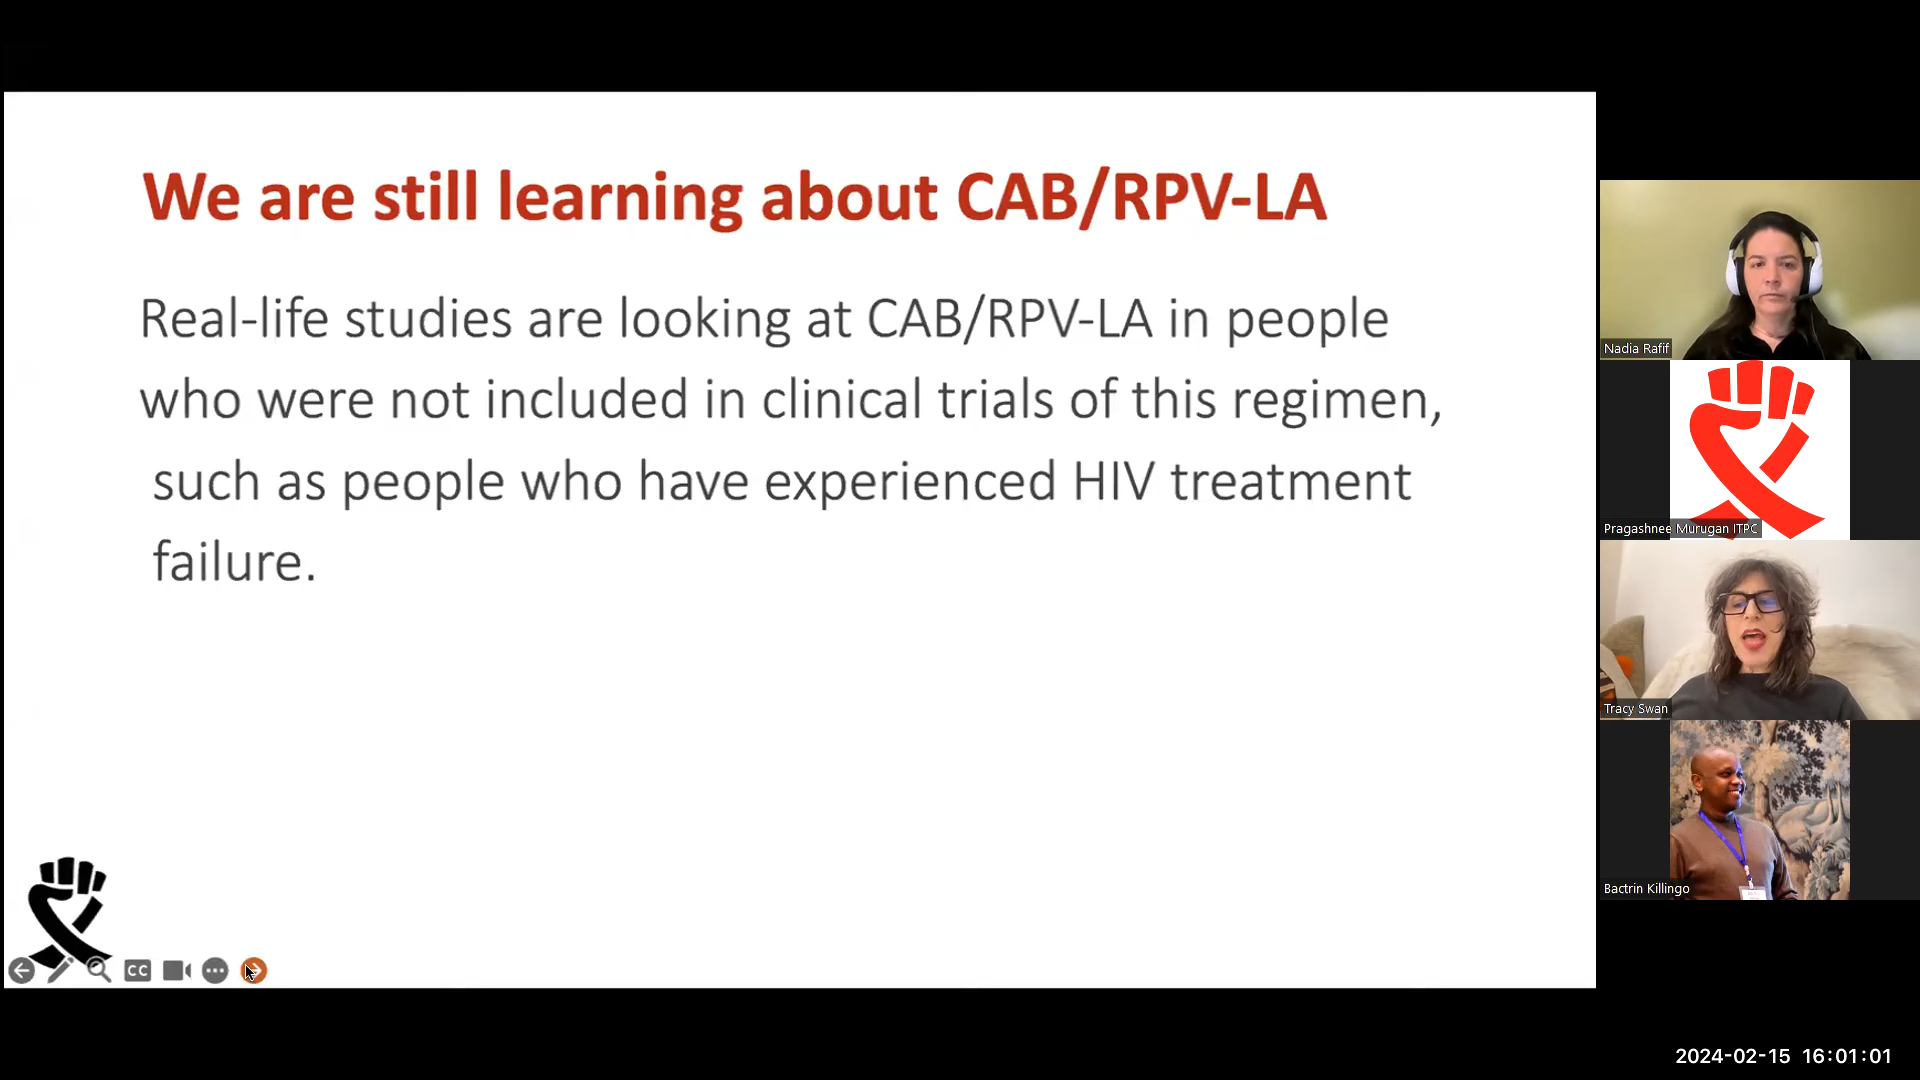 We are still learning about CAB/RPV-LA
Real-life studies are looking at CAB/RPV-LA in people
who were not included in clinical trials of this regimen,
such as people who have experienced HIV treatment
failure.
CC
Nadia Rafif
Pragashnee Murugan ITPC
Tracy Swan
Bactrin Killingo
2024-02-15 16:01:01